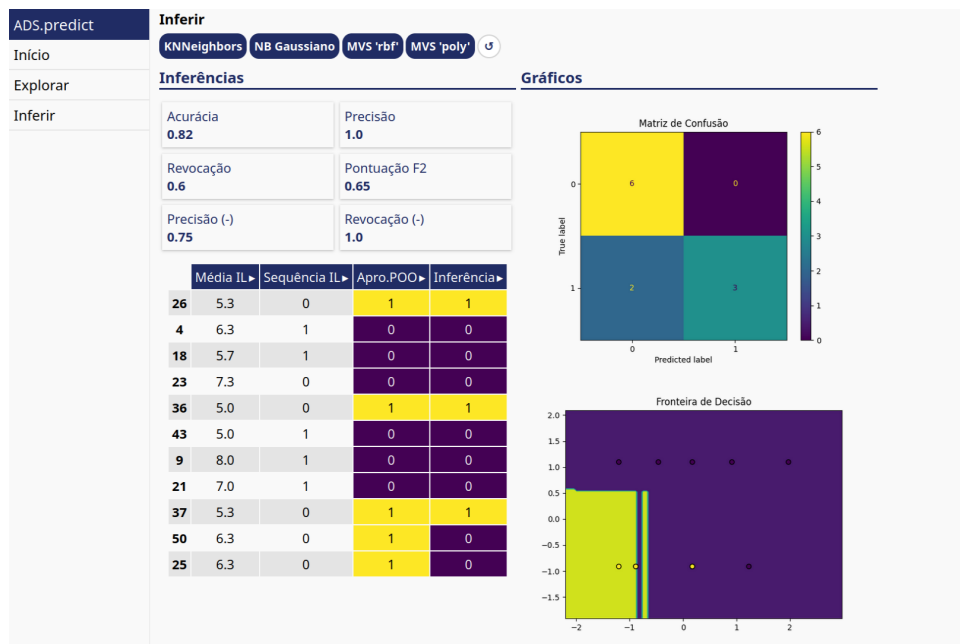 ADS.predict
Início
Explorar
Inferir
Inferir
KNNeighbors NB Gaussiano MVS 'rbf' MVS 'poly' ↺
Inferências
Acurácia
0.82
Precisão
1.0
Revocação
0.6
Pontuação F2
0.65
Precisão (-)
0.75
Revocação (-)
1.0
Média IL▸ Sequência IL▸ Apro.POO▸ Inferência▸
26 5.3 0 1 1
4 6.3 1 0 0
18 5.7 1 0 0
23 7.3 0 0 0
36 5.0 0 1 1
43 5.0 1 0 0
9 8.0 1 0 0
21 7.0 1 0 0
37 5.3 0 1 1
50 6.3 0 1 0
25 6.3 0 1 0
Gráficos
Matriz de Confusão
True label
0
1
6 0
2 3
0 1
Predicted label
6
5
4
3
2
1
0
Fronteira de Decisão
2.0
1.5
1.0
0.5
0.0
−0.5
−1.0
−1.5
−2 −1 0 1 2